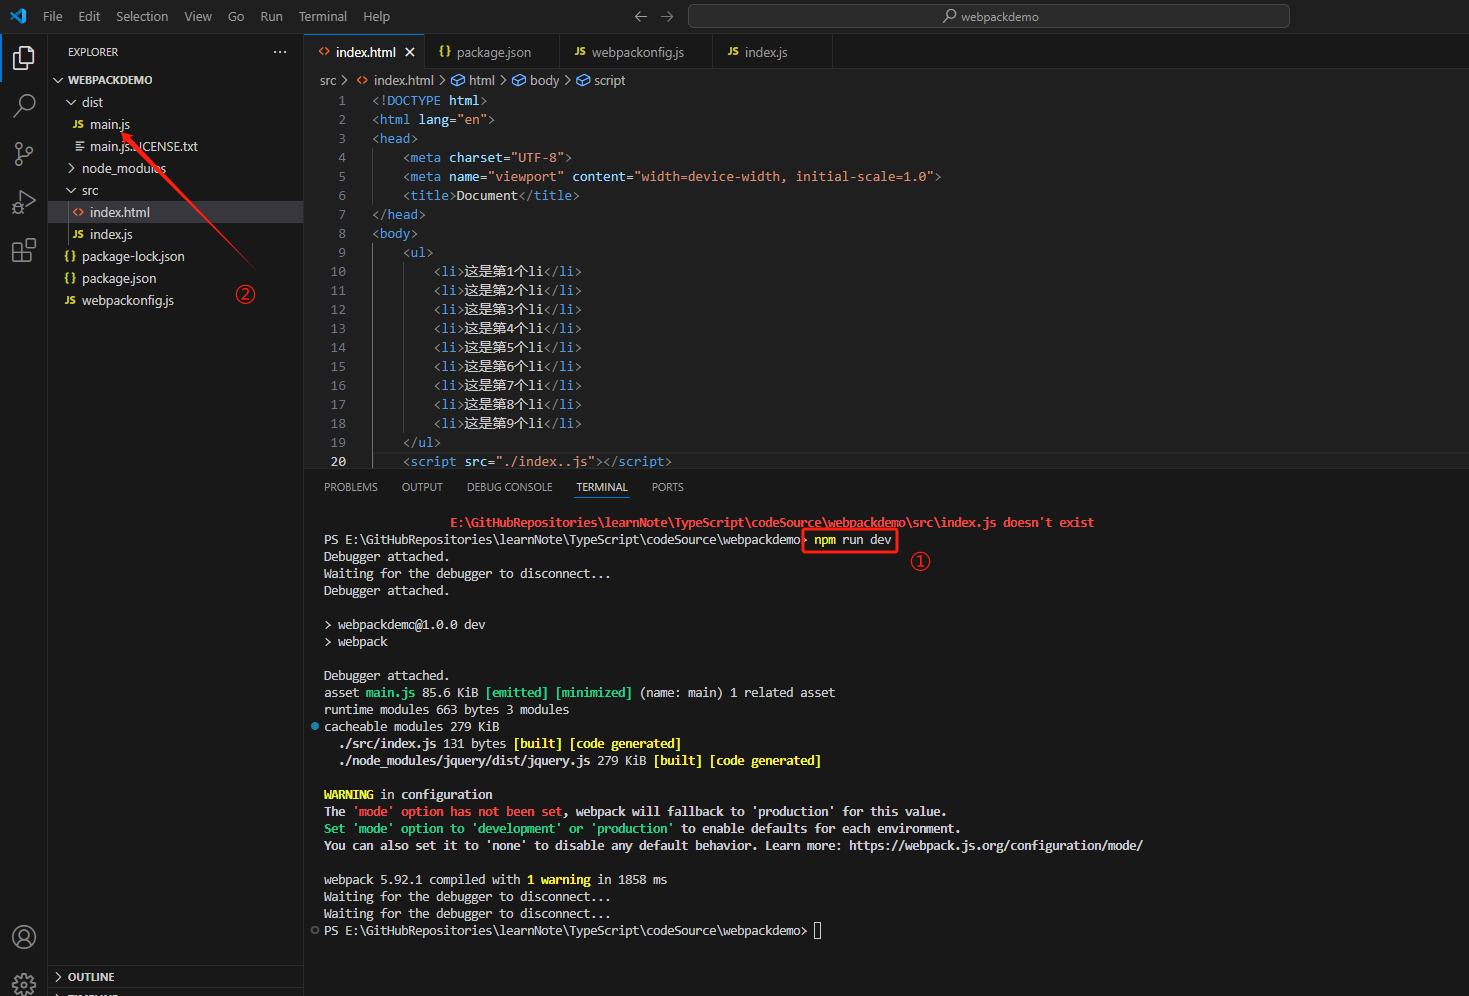 File Edit Selection View Go Run Terminal Help
webpackdemo
EXPLORER
WEBPACKDEMO
dist
JS main.js
main.js.LICENSE.txt
node_modules
src
<> index.html
JS index.js
{} package-lock.json
{} package.json
JS webpackonfig.js
②
OUTLINE
<> index.html
{} package.json
JS webpackonfig.js
JS index.js
src > <> index.html > html > body > script
1 <!DOCTYPE html>
2 <html lang="en">
3 <head>
4 <meta charset="UTF-8">
5 <meta name="viewport" content="width=device-width, initial-scale=1.0">
6 <title>Document</title>
7 </head>
8 <body>
9 <ul>
10 <li>这是第1个li</li>
11 <li>这是第2个li</li>
12 <li>这是第3个li</li>
13 <li>这是第4个li</li>
14 <li>这是第5个li</li>
15 <li>这是第6个li</li>
16 <li>这是第7个li</li>
17 <li>这是第8个li</li>
18 <li>这是第9个li</li>
19 </ul>
20 <script src="./index..js"></script>
PROBLEMS OUTPUT DEBUG CONSOLE TERMINAL PORTS
E:\GitHubRepositories\learnNote\TypeScript\codeSource\webpackdemo\src\index.js doesn't exist
PS E:\GitHubRepositories\learnNote\TypeScript\codeSource\webpackdemo> npm run dev
①
Debugger attached.
Waiting for the debugger to disconnect...
Debugger attached.
> webpackdemo@1.0.0 dev
> webpack
Debugger attached.
asset main.js 85.6 KiB [emitted] [minimized] (name: main) 1 related asset
runtime modules 663 bytes 3 modules
cacheable modules 279 KiB
./src/index.js 131 bytes [built] [code generated]
./node_modules/jquery/dist/jquery.js 279 KiB [built] [code generated]
WARNING in configuration
The 'mode' option has not been set, webpack will fallback to 'production' for this value.
Set 'mode' option to 'development' or 'production' to enable defaults for each environment.
You can also set it to 'none' to disable any default behavior. Learn more: https://webpack.js.org/configuration/mode/
webpack 5.92.1 compiled with 1 warning in 1858 ms
Waiting for the debugger to disconnect...
Waiting for the debugger to disconnect...
PS E:\GitHubRepositories\learnNote\TypeScript\codeSource\webpackdemo>